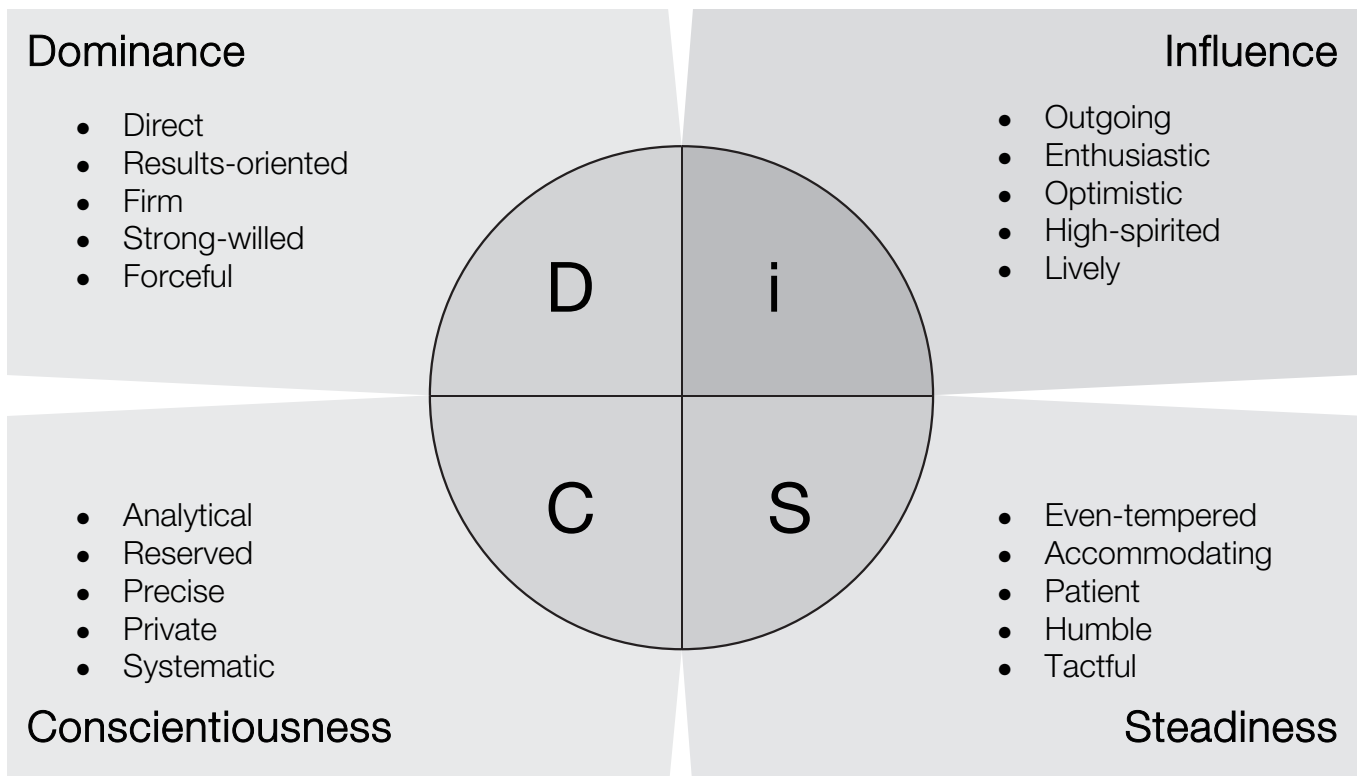 Dominance
• Direct
• Results-oriented
• Firm
• Strong-willed
• Forceful
Influence
• Outgoing
• Enthusiastic
• Optimistic
• High-spirited
• Lively
D
i
C
S
• Analytical
• Reserved
• Precise
• Private
• Systematic
Conscientiousness
• Even-tempered
• Accommodating
• Patient
• Humble
• Tactful
Steadiness